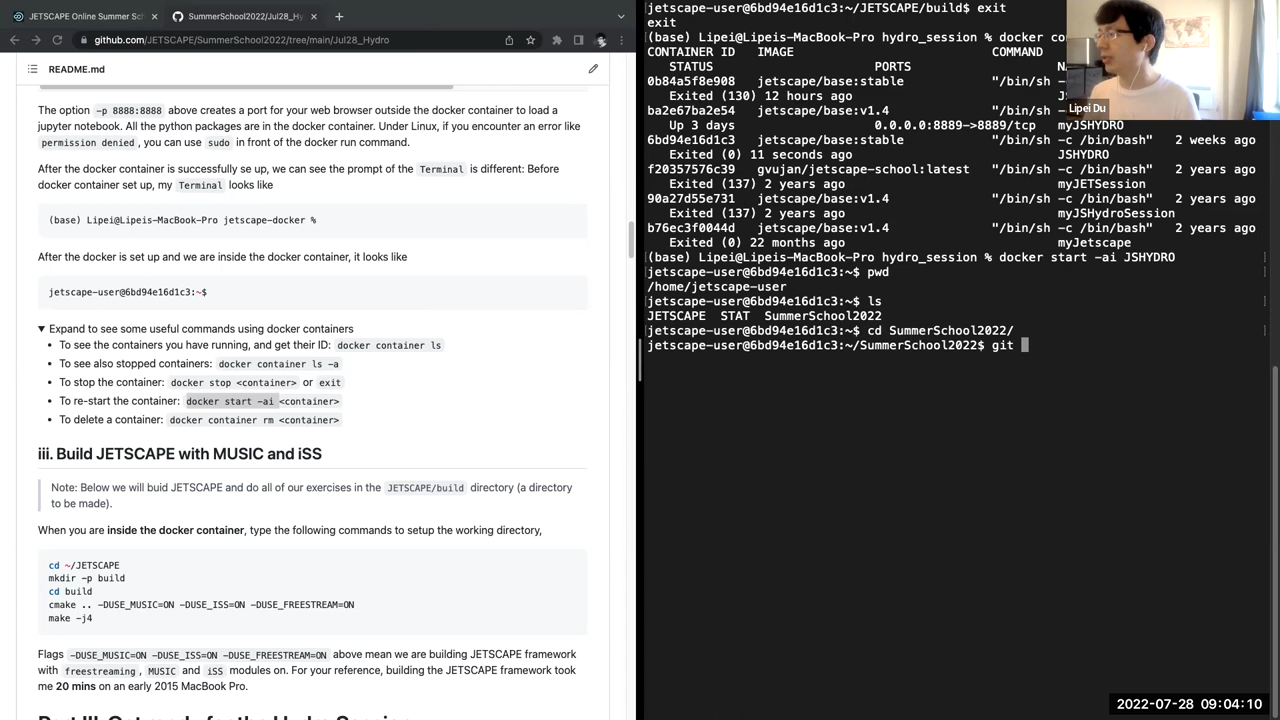 JETSCAPE Online Summer Sc
SummerSchool2022/Jul28_Hy
github.com/JETSCAPE/SummerSchool2022/tree/main/Jul28_Hydro
README.md
The option -p 8888:8888 above creates a port for your web browser outside the docker container to load a
jupyter notebook. All the python packages are in the docker container. Under Linux, if you encounter an error like
permission denied , you can use sudo in front of the docker run command.
After the docker container is successfully se up, we can see the prompt of the Terminal is different: Before
docker container set up, my Terminal looks like
(base) Lipei@Lipeis-MacBook-Pro jetscape-docker %
After the docker is set up and we are inside the docker container, it looks like
jetscape-user@6bd94e16d1c3:~$
Expand to see some useful commands using docker containers
• To see the containers you have running, and get their ID: docker container ls
• To see also stopped containers: docker container ls -a
• To stop the container: docker stop <container> or exit
• To re-start the container: docker start -ai <container>
• To delete a container: docker container rm <container>
iii. Build JETSCAPE with MUSIC and iSS
Note: Below we will buid JETSCAPE and do all of our exercises in the JETSCAPE/build directory (a directory
to be made).
When you are inside the docker container, type the following commands to setup the working directory,
cd ~/JETSCAPE
mkdir -p build
cd build
cmake .. -DUSE_MUSIC=ON -DUSE_ISS=ON -DUSE_FREESTREAM=ON
make -j4
Flags -DUSE_MUSIC=ON -DUSE_ISS=ON -DUSE_FREESTREAM=ON above mean we are building JETSCAPE framework
with freestreaming , MUSIC and iSS modules on. For your reference, building the JETSCAPE framework took
me 20 mins on an early 2015 MacBook Pro.
jetscape-user@6bd94e16d1c3:~/JETSCAPE/build$ exit
exit
(base) Lipei@Lipeis-MacBook-Pro hydro_session % docker co
CONTAINER ID IMAGE COMMAND
STATUS PORTS
0b84a5f8e908 jetscape/base:stable "/bin/sh
Exited (130) 12 hours ago
ba2e67ba2e54 jetscape/base:v1.4 "/bin/sh
Up 3 days 0.0.0.0:8889->8889/tcp myJSHYDRO
6bd94e16d1c3 jetscape/base:stable "/bin/sh -c /bin/bash" 2 weeks ago
Exited (0) 11 seconds ago JSHYDRO
f20357576c39 gvujan/jetscape-school:latest "/bin/sh -c /bin/bash" 2 years ago
Exited (137) 2 years ago myJETSession
90a27d55e731 jetscape/base:v1.4 "/bin/sh -c /bin/bash" 2 years ago
Exited (137) 2 years ago myJSHydroSession
b76ec3f0044d jetscape/base:v1.4 "/bin/sh -c /bin/bash" 2 years ago
Exited (0) 22 months ago myJetscape
(base) Lipei@Lipeis-MacBook-Pro hydro_session % docker start -ai JSHYDRO
jetscape-user@6bd94e16d1c3:~$ pwd
/home/jetscape-user
jetscape-user@6bd94e16d1c3:~$ ls
JETSCAPE STAT SummerSchool2022
jetscape-user@6bd94e16d1c3:~$ cd SummerSchool2022/
jetscape-user@6bd94e16d1c3:~/SummerSchool2022$ git
Lipei Du
2022-07-28 09:04:10